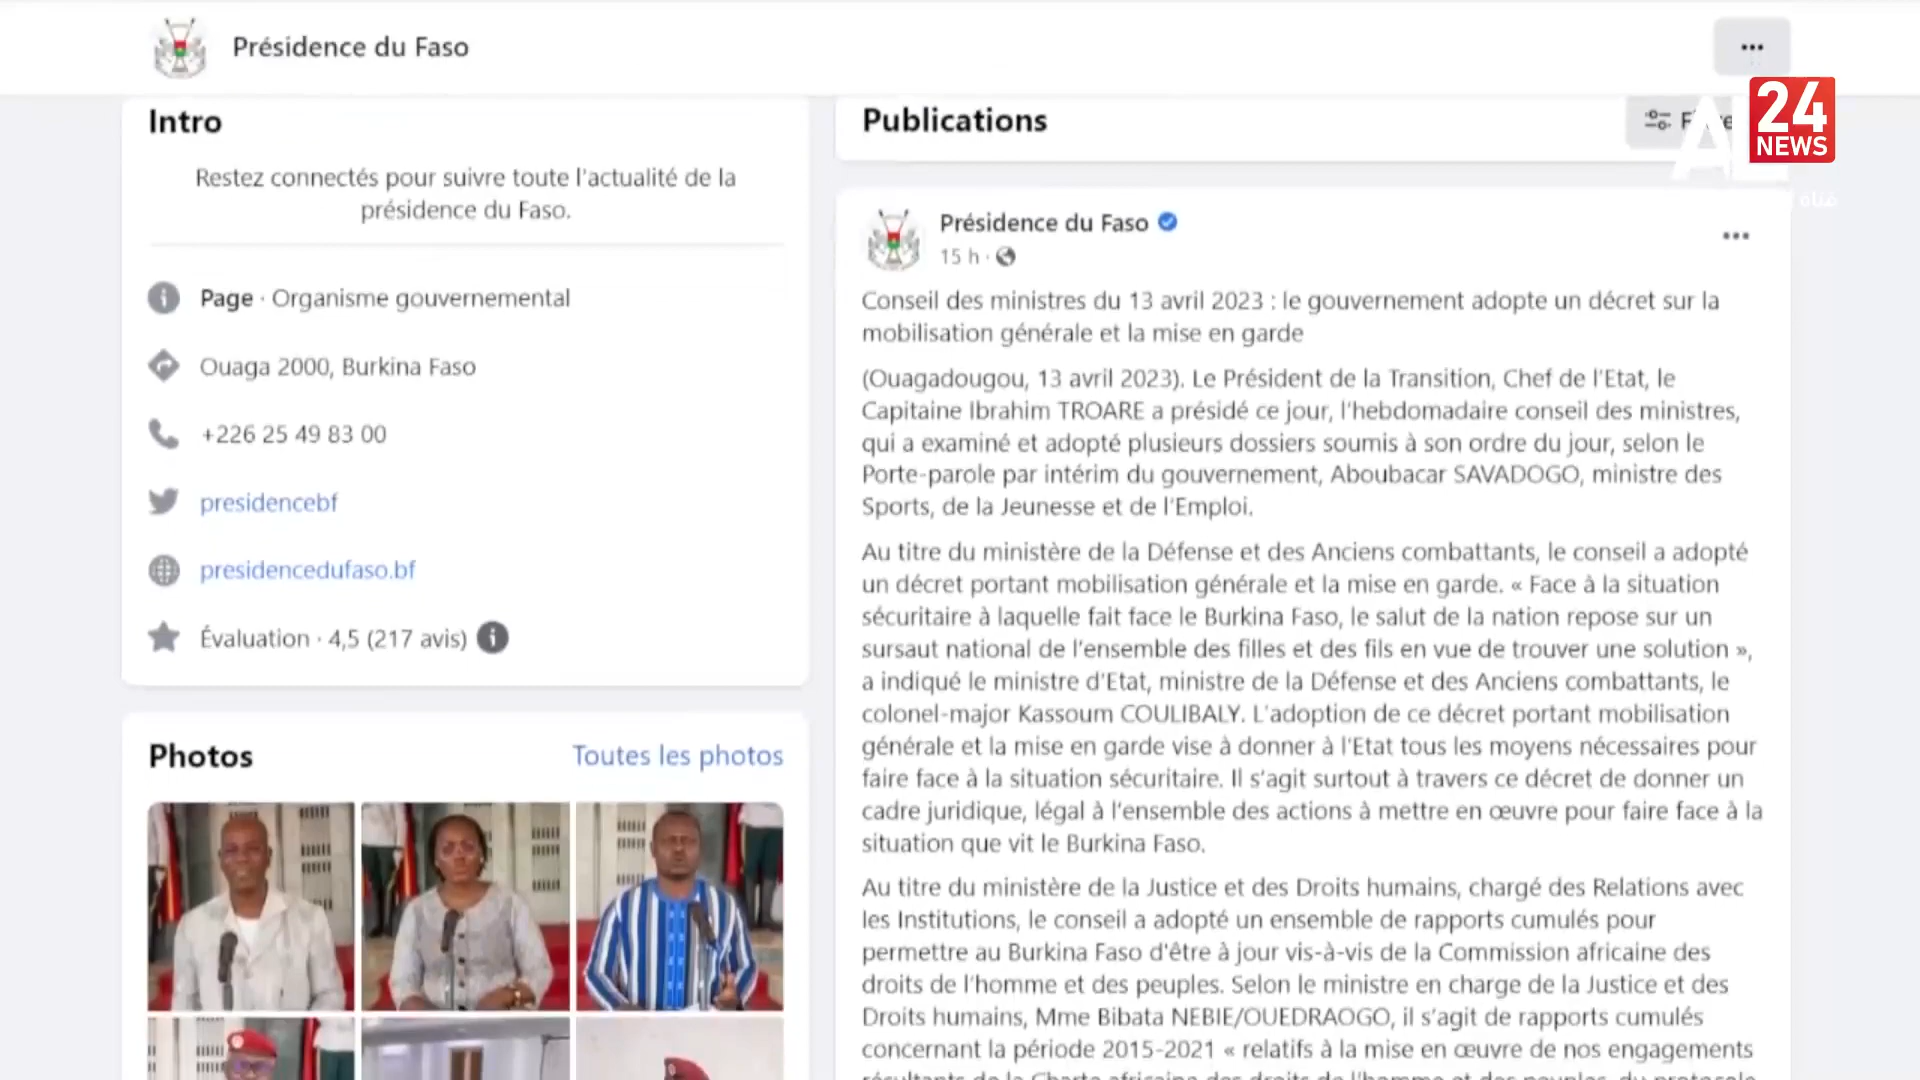 Présidence du Faso
Intro
Restez connectés pour suivre toute l'actualité de la
présidence du Faso.
Page · Organisme gouvernemental
Ouaga 2000, Burkina Faso
+226 25 49 83 00
presidencebf
presidencedufaso.bf
Évaluation · 4,5 (217 avis)
Photos
Toutes les photos
Publications
24
NEWS
قناة
Présidence du Faso
15 h ·
Conseil des ministres du 13 avril 2023 : le gouvernement adopte un décret sur la
mobilisation générale et la mise en garde
(Ouagadougou, 13 avril 2023). Le Président de la Transition, Chef de l'Etat, le
Capitaine Ibrahim TROARE a présidé ce jour, l'hebdomadaire conseil des ministres,
qui a examiné et adopté plusieurs dossiers soumis à son ordre du jour, selon le
Porte-parole par intérim du gouvernement, Aboubacar SAVADOGO, ministre des
Sports, de la Jeunesse et de l'Emploi.
Au titre du ministère de la Défense et des Anciens combattants, le conseil a adopté
un décret portant mobilisation générale et la mise en garde. « Face à la situation
sécuritaire à laquelle fait face le Burkina Faso, le salut de la nation repose sur un
sursaut national de l'ensemble des filles et des fils en vue de trouver une solution »,
a indiqué le ministre d'Etat, ministre de la Défense et des Anciens combattants, le
colonel-major Kassoum COULIBALY. L'adoption de ce décret portant mobilisation
générale et la mise en garde vise à donner à l'Etat tous les moyens nécessaires pour
faire face à la situation sécuritaire. Il s'agit surtout à travers ce décret de donner un
cadre juridique, légal à l'ensemble des actions à mettre en œuvre pour faire face à la
situation que vit le Burkina Faso.
Au titre du ministère de la Justice et des Droits humains, chargé des Relations avec
les Institutions, le conseil a adopté un ensemble de rapports cumulés pour
permettre au Burkina Faso d'être à jour vis-à-vis de la Commission africaine des
droits de l'homme et des peuples. Selon le ministre en charge de la Justice et des
Droits humains, Mme Bibata NEBIE/OUEDRAOGO, il s'agit de rapports cumulés
concernant la période 2015-2021 « relatifs à la mise en œuvre de nos engagements
résultants de la Charte africaine des droits de l'homme et des peuples, du protocole